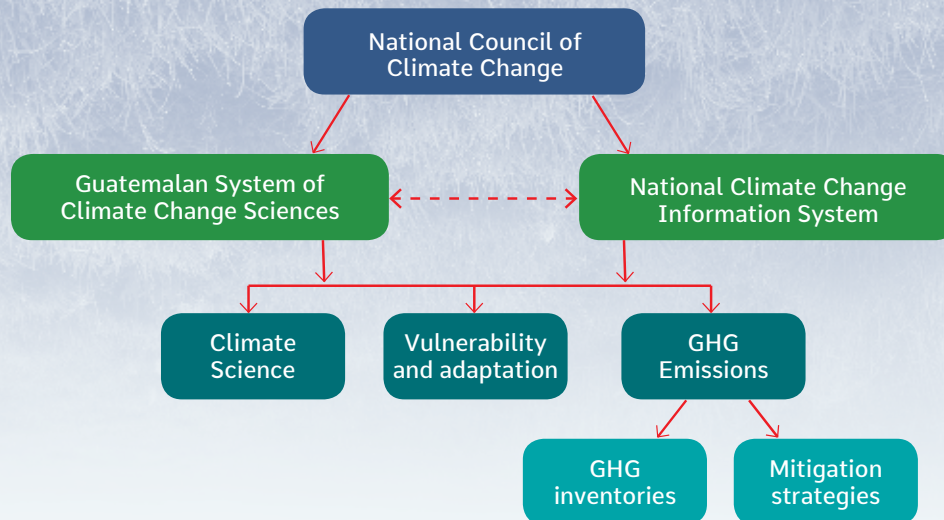 National Council of
Climate Change
Guatemalan System of
Climate Change Sciences
National Climate Change
Information System
Climate
Science
Vulnerability
and adaptation
GHG
Emissions
GHG
inventories
Mitigation
strategies